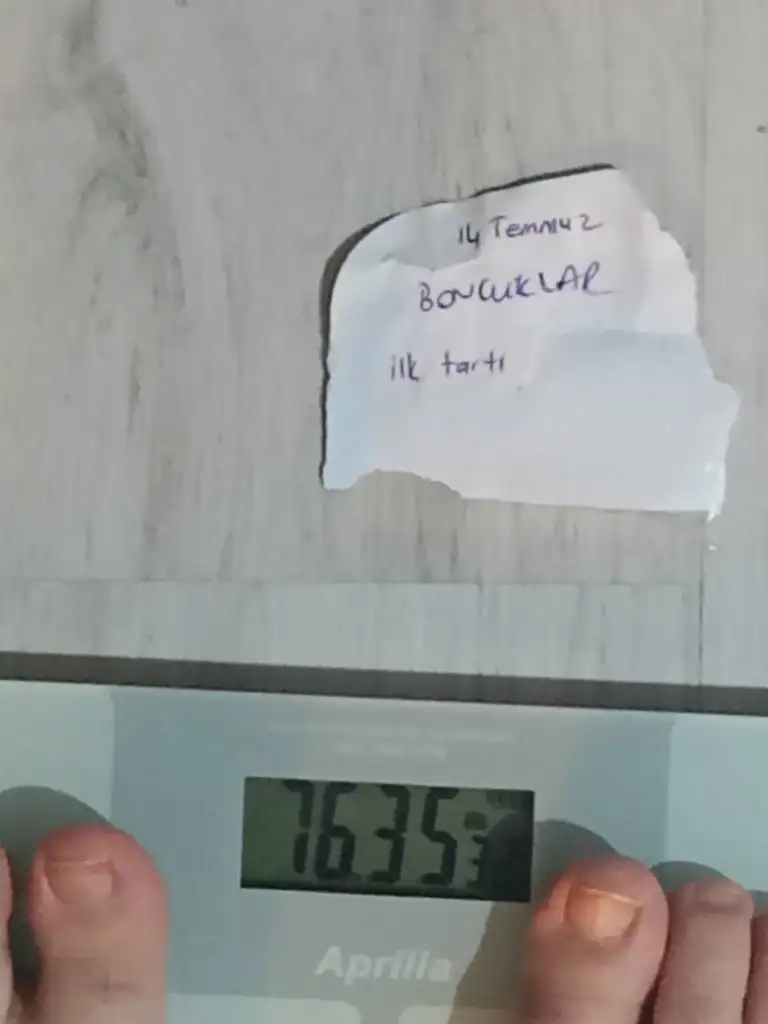 14 Temmuz
BONCUKLAR
ilk tartı
76.35
Aprilla